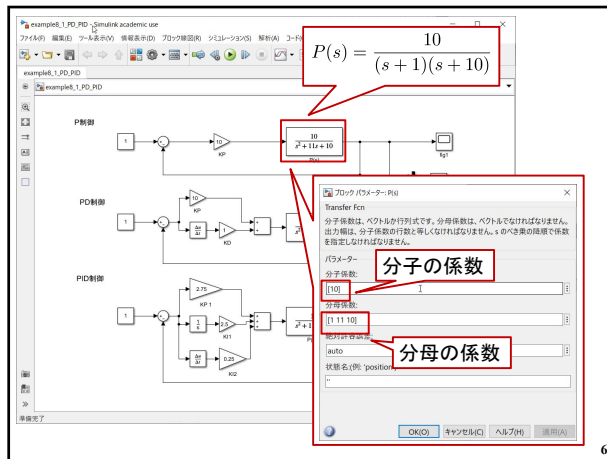 example8_1_PD_PID - Simulink academic use
ファイル(F) 編集(E) ツール表示(V) 情報表示(D) ブロック線図(R) シミュレーション(S) 解析(A)
example8_1_PD_PID
example8_1_PD_PID
P(s) = 10 / (s + 1)(s + 10)
P制御
1
10
KP
10
s²+11s+10
fig1
PD制御
1
10
KP
Δu
Δt
1
KD
PID制御
1
2.75
KP 1
1
s
2.5
KI1
Δu
Δt
0.25
KI2
準備完了
ブロック パラメーター: P(s)
Transfer Fcn
分子係数は、ベクトルか行列式です。分母係数は、ベクトルでなければなりません。
出力幅は、分子係数の行数と等しくなければなりません。s のべき乗の降順で係数
を指定しなければなりません。
パラメーター
分子係数:
分子の係数
[10]
分母係数:
[1 11 10]
絶対許容誤差:
auto
分母の係数
状態名:(例: 'position')
''
OK(O) キャンセル(C) ヘルプ(H) 適用(A)
6